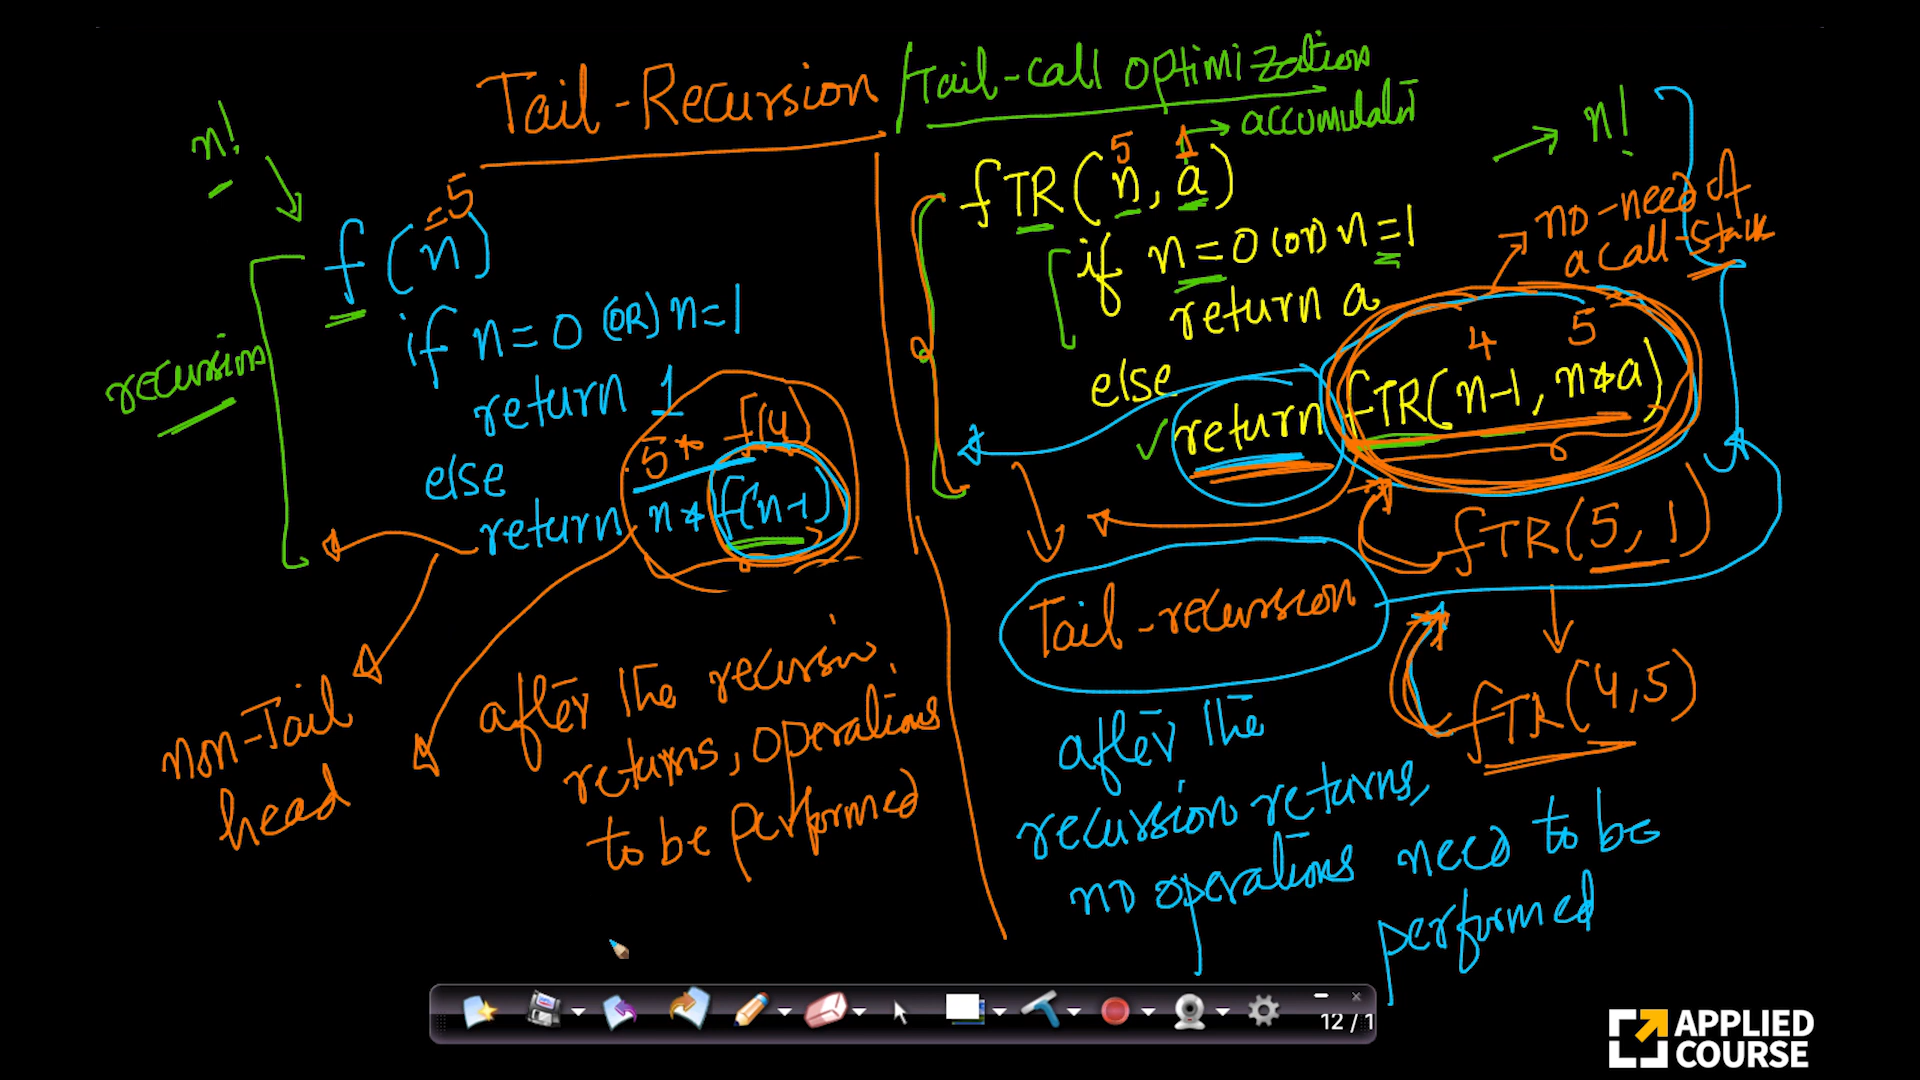 Tail-Recursion / Tail-call optimization
n!
=5
f(n)
if n=0 (OR) n=1
return 1
else
5* f(4)
return n * f(n-1)
recursion
non-Tail
head
after the recursion
returns, operations
to be performed
accumulator
5 1
fTR(n, a)
if n=0 (or) n=1
return a
else
4 5
return fTR(n-1, n*a)
n!
no-need of
a call-stack
fTR(5, 1)
Tail-recursion
fTR(4,5)
after the
recursion returns,
no operations need to be
performed
12 / 1
APPLIED
COURSE